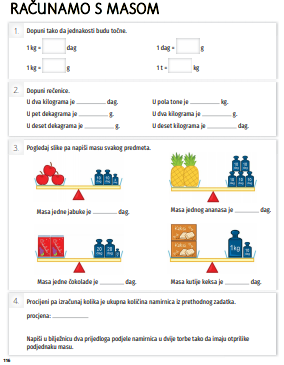 RAČUNAMO S MASOM
1. Dopuni tako da jednakosti budu točne.
1 kg = dag 1 dag = g
1 kg = g 1 t = kg
2. Dopuni rečenice.
U dva kilograma je ________ dag. U pola tone je ________ kg.
U pet dekagrama je ________ g. U dva kilograma je ________ g.
U deset dekagrama je ________ g. U deset kilograma je ________ dag.
3. Pogledaj slike pa napiši masu svakog predmeta.
Masa jedne jabuke je ________ dag. Masa jednog ananasa je ________ dag.
1kg
Masa jedne čokolade je ________ dag. Masa kutije keksa je ________ dag.
4. Procijeni pa izračunaj kolika je ukupna količina namirnica iz prethodnog zadatka.
procjena: ________
Napiši u bilježnicu dva prijedloga podjele namirnica u dvije torbe tako da imaju otprilike
podjednaku masu.